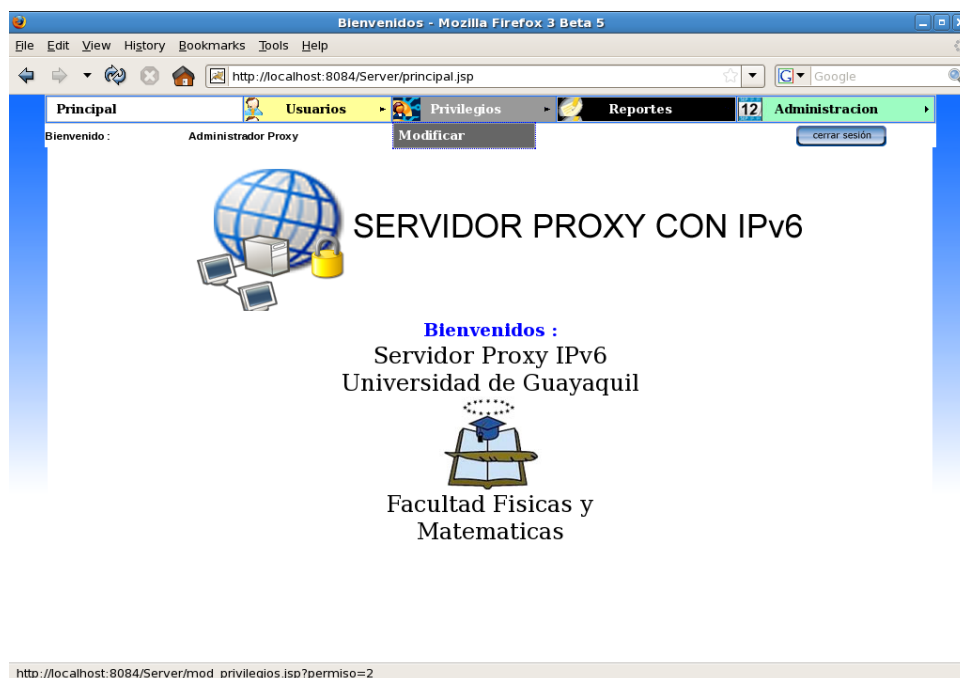 Bienvenidos - Mozilla Firefox 3 Beta 5
File Edit View History Bookmarks Tools Help
http://localhost:8084/Server/principal.jsp
G Google
Principal Usuarios Privilegios Reportes 12 Administracion
Bienvenido : Administrador Proxy Modificar cerrar sesión
SERVIDOR PROXY CON IPv6
Bienvenidos :
Servidor Proxy IPv6
Universidad de Guayaquil
Facultad Fisicas y
Matematicas
http://localhost:8084/Server/mod_privilegios.jsp?permiso=2